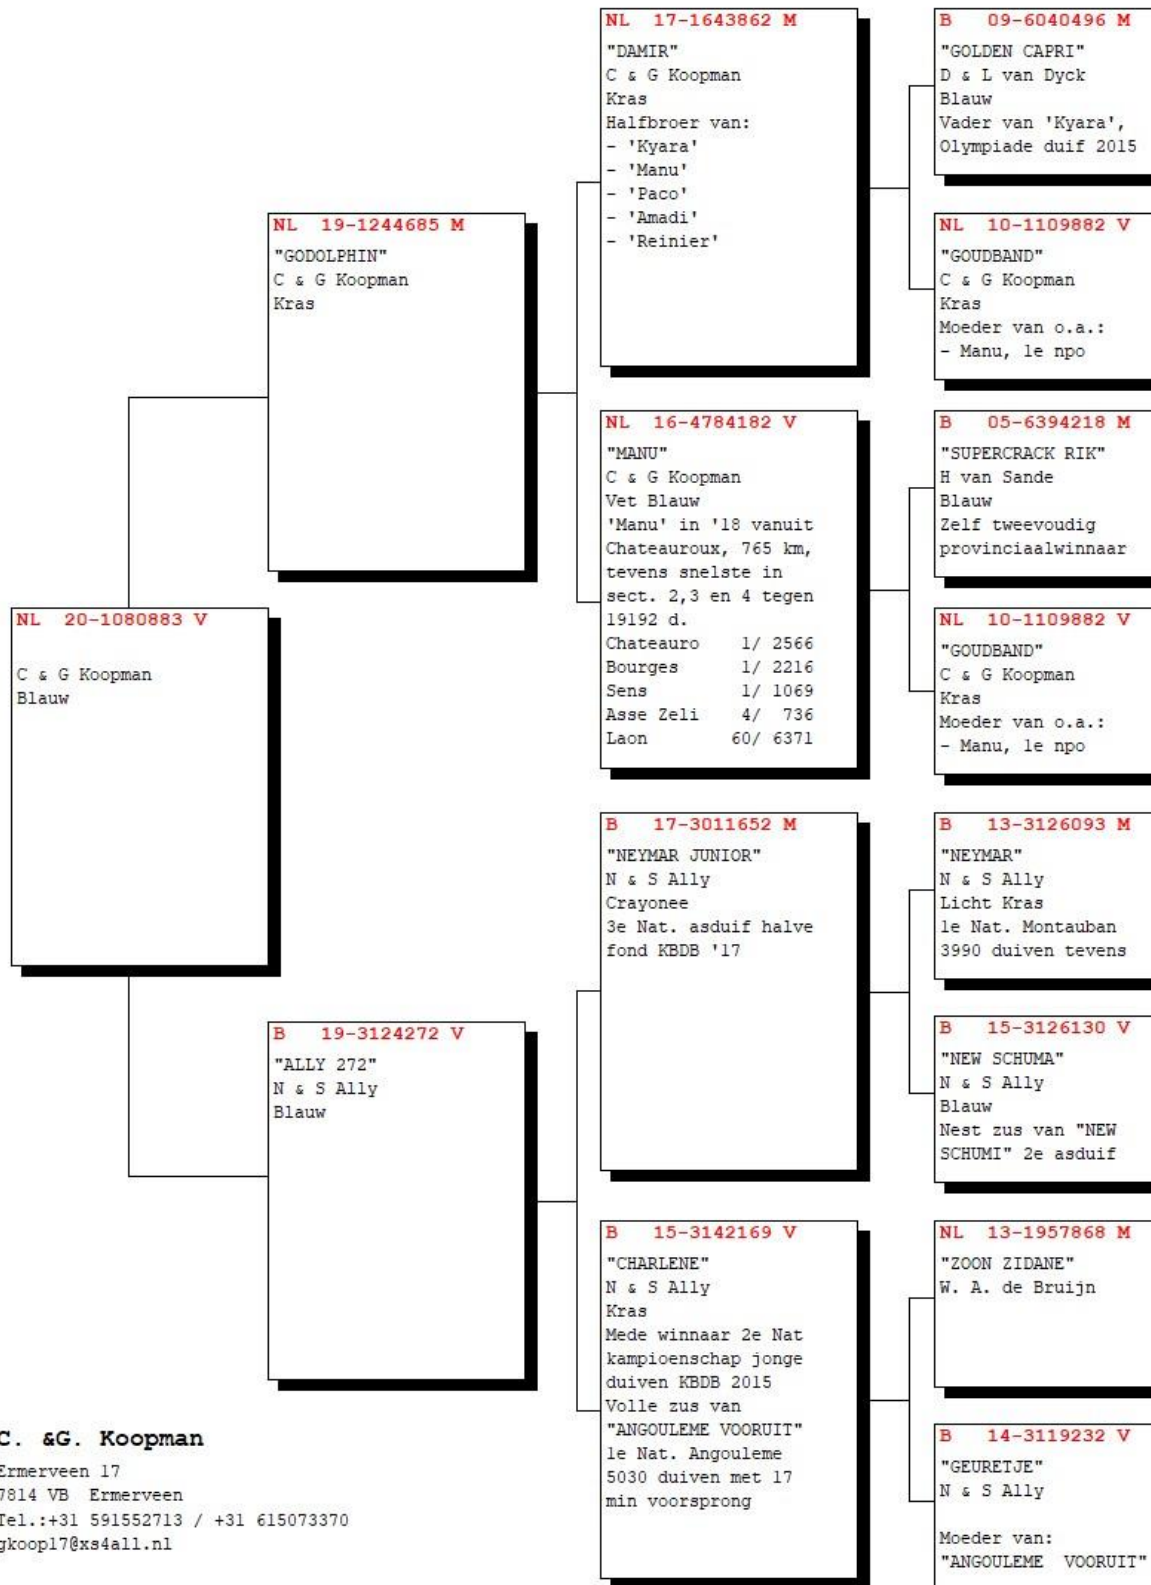 NL 17-1643862 M
"DAMIR"
C & G Koopman
Kras
Halfbroer van:
- 'Kyara'
- 'Manu'
- 'Paco'
- 'Amadi'
- 'Reinier'
B 09-6040496 M
"GOLDEN CAPRI"
D & L van Dyck
Blauw
Vader van 'Kyara',
Olympiade duif 2015
NL 19-1244685 M
"GODOLPHIN"
C & G Koopman
Kras
NL 10-1109882 V
"GOUDBAND"
C & G Koopman
Kras
Moeder van o.a.:
- Manu, 1e npo
NL 16-4784182 V
"MANU"
C & G Koopman
Vet Blauw
'Manu' in '18 vanuit
Chateauroux, 765 km,
tevens snelste in
sect. 2,3 en 4 tegen
19192 d.
Chateauro 1/ 2566
Bourges 1/ 2216
Sens 1/ 1069
Asse Zeli 4/ 736
Laon 60/ 6371
B 05-6394218 M
"SUPERCRACK RIK"
H van Sande
Blauw
Zelf tweevoudig
provinciaalwinnaar
NL 10-1109882 V
"GOUDBAND"
C & G Koopman
Kras
Moeder van o.a.:
- Manu, 1e npo
NL 20-1080883 V
C & G Koopman
Blauw
B 17-3011652 M
"NEYMAR JUNIOR"
N & S Ally
Crayonee
3e Nat. asduif halve
fond KBDB '17
B 13-3126093 M
"NEYMAR"
N & S Ally
Licht Kras
1e Nat. Montauban
3990 duiven tevens
B 19-3124272 V
"ALLY 272"
N & S Ally
Blauw
B 15-3126130 V
"NEW SCHUMA"
N & S Ally
Blauw
Nest zus van "NEW
SCHUMI" 2e asduif
B 15-3142169 V
"CHARLENE"
N & S Ally
Kras
Mede winnaar 2e Nat
kampioenschap jonge
duiven KBDB 2015
Volle zus van
"ANGOULEME VOORUIT"
1e Nat. Angouleme
5030 duiven met 17
min voorsprong
NL 13-1957868 M
"ZOON ZIDANE"
W. A. de Bruijn
B 14-3119232 V
"GEURETJE"
N & S Ally
Moeder van:
"ANGOULEME VOORUIT"
C. &G. Koopman
Ermerveen 17
7814 VB Ermerveen
Tel.:+31 591552713 / +31 615073370
gkoop17@xs4all.nl